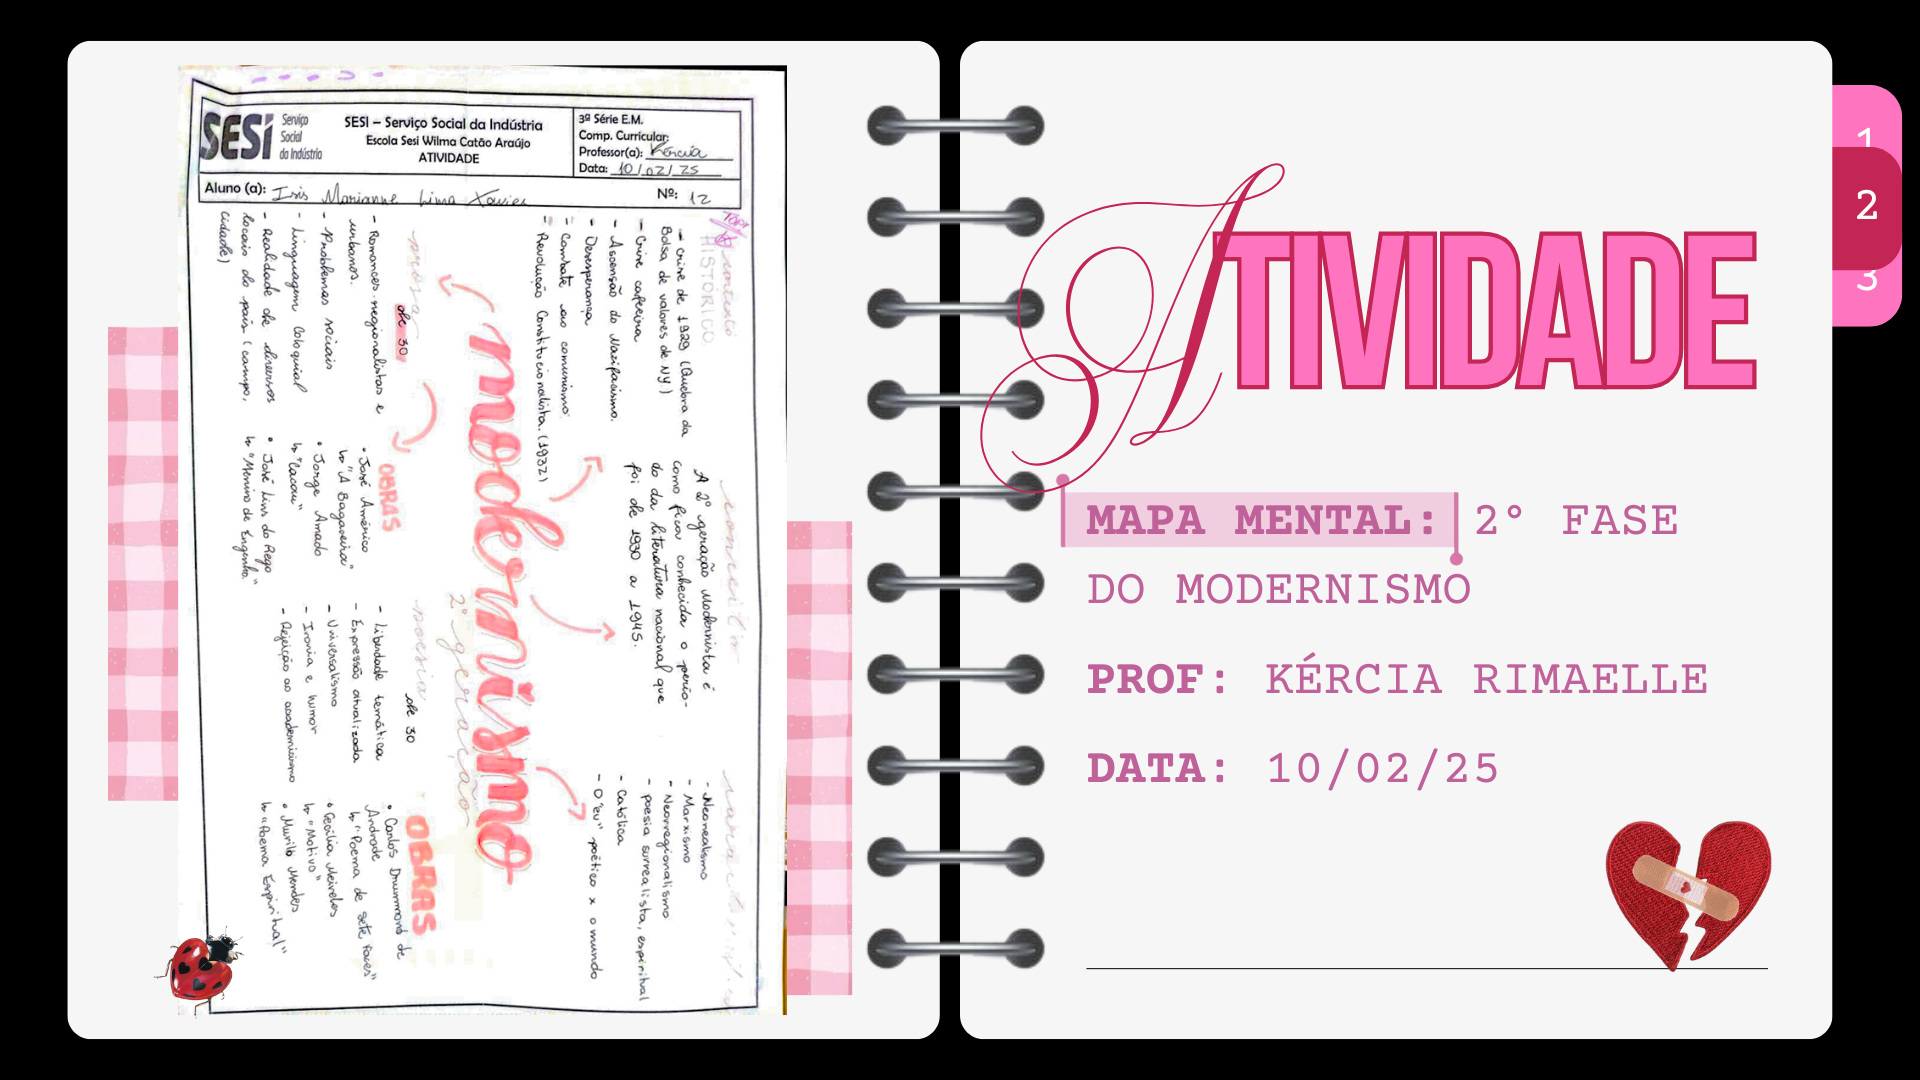 SESI Serviço
Social
da Indústria
SESI – Serviço Social da Indústria
Escola Sesi Wilma Catão Araújo
ATIVIDADE
3ª Série E.M.
Comp. Curricular:
Professor(a): Kércia
Data: 10/02/25
Aluno (a): Iris Marianne Lima Xavier
Nº: 12
TOP!
contexto
HISTÓRICO
- crise de 1929 (Quebra da
Bolsa de valores de NY)
- Crise cafeeira
- Ascensão do Nazifascismo.
- Desesperança
- Combate ao comunismo
- Revolução Constitucionalista. (1932)
conceito
A 2° geração Modernista é
como ficou conhecida o perío-
do da literatura nacional que
foi de 1930 a 1945.
- Neorealismo
- Marxismo
- Neorregionalismo
- poesia surrealista, espiritual
- Católica
- O "eu" poético x o mundo
modernismo
2° geração
prosa
de 30
- Romances regionalistas e
urbanos.
- Problemas sociais
- Linguagem Coloquial
- Realidade de diversos
locais do país (campo,
cidade)
OBRAS
• José Américo
↳ "A Bagaceira"
• Jorge Amado
↳ "Cacau"
• José Lins do Rego
↳ "Menino de Engenho."
poesia
de 30
- Liberdade temática
- Expressão atualizada
- Universalismo
- Ironia e humor
- Rejeição ao academicismo
OBRAS
• Carlos Drummond de
Andrade
↳ "Poema de sete Faces"
• Cecília Meireles
↳ "Motivo"
• Murilo Mendes
↳ "Poema Espiritual"
ATIVIDADE
MAPA MENTAL: 2° FASE
DO MODERNISMO
PROF: KÉRCIA RIMAELLE
DATA: 10/02/25
1
2
3